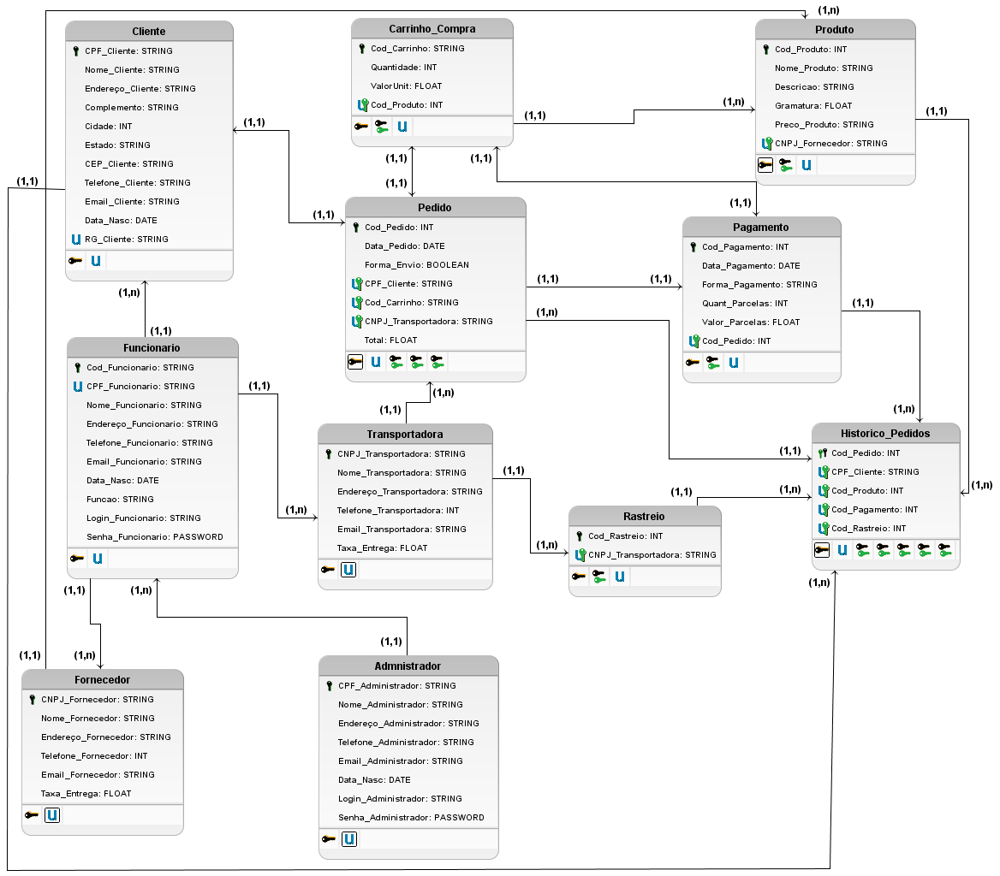 (1,n)
Cliente
CPF_Cliente: STRING
Nome_Cliente: STRING
Endereço_Cliente: STRING
Complemento: STRING
Cidade: INT
Estado: STRING
CEP_Cliente: STRING
Telefone_Cliente: STRING
Email_Cliente: STRING
Data_Nasc: DATE
RG_Cliente: STRING
Carrinho_Compra
Cod_Carrinho: STRING
Quantidade: INT
ValorUnit: FLOAT
Cod_Produto: INT
Produto
Cod_Produto: INT
Nome_Produto: STRING
Descricao: STRING
Gramatura: FLOAT
Preco_Produto: STRING
CNPJ_Fornecedor: STRING
(1,1)
(1,1)
(1,n)
(1,1)
(1,1)
(1,1)
(1,1)
(1,1)
(1,1)
(1,1)
Pedido
Cod_Pedido: INT
Data_Pedido: DATE
Forma_Envio: BOOLEAN
CPF_Cliente: STRING
Cod_Carrinho: STRING
CNPJ_Transportadora: STRING
Total: FLOAT
Pagamento
Cod_Pagamento: INT
Data_Pagamento: DATE
Forma_Pagamento: STRING
Quant_Parcelas: INT
Valor_Parcelas: FLOAT
Cod_Pedido: INT
(1,1)
(1,1)
(1,n)
(1,1)
(1,n)
(1,1)
Funcionario
Cod_Funcionario: STRING
CPF_Funcionario: STRING
Nome_Funcionario: STRING
Endereço_Funcionario: STRING
Telefone_Funcionario: STRING
Email_Funcionario: STRING
Data_Nasc: DATE
Funcao: STRING
Login_Funcionario: STRING
Senha_Funcionario: PASSWORD
(1,1)
(1,n)
(1,1)
(1,n)
Transportadora
CNPJ_Transportadora: STRING
Nome_Transportadora: STRING
Endereço_Transportadora: STRING
Telefone_Transportadora: INT
Email_Transportadora: STRING
Taxa_Entrega: FLOAT
Historico_Pedidos
Cod_Pedido: INT
CPF_Cliente: STRING
Cod_Produto: INT
Cod_Pagamento: INT
Cod_Rastreio: INT
(1,1)
(1,1)
(1,1)
(1,n)
(1,n)
(1,n)
(1,n)
Rastreio
Cod_Rastreio: INT
CNPJ_Transportadora: STRING
(1,n)
(1,1)
(1,n)
(1,1)
(1,1)
(1,n)
Fornecedor
CNPJ_Fornecedor: STRING
Nome_Fornecedor: STRING
Endereço_Fornecedor: STRING
Telefone_Fornecedor: INT
Email_Fornecedor: STRING
Taxa_Entrega: FLOAT
Admnistrador
CPF_Administrador: STRING
Nome_Administrador: STRING
Endereço_Administrador: STRING
Telefone_Administrador: STRING
Email_Administrador: STRING
Data_Nasc: DATE
Login_Administrador: STRING
Senha_Administrador: PASSWORD